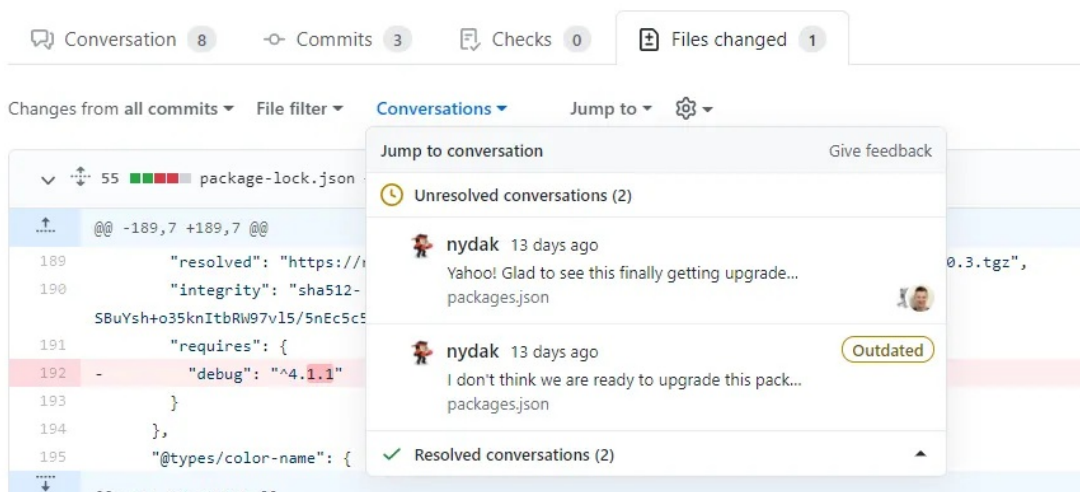 Conversation 8 Commits 3 Checks 0 Files changed 1
Changes from all commits File filter Conversations Jump to
Jump to conversation Give feedback
Unresolved conversations (2)
nydak 13 days ago
Yahoo! Glad to see this finally getting upgrade...
packages.json
nydak 13 days ago Outdated
I don't think we are ready to upgrade this pack...
packages.json
Resolved conversations (2)
55 package-lock.json
@@ -189,7 +189,7 @@
189 "resolved": "https://r 0.3.tgz",
190 "integrity": "sha512-
191 "requires": {
192 - "debug": "^4.1.1"
193 }
194 },
195 "@types/color-name": {